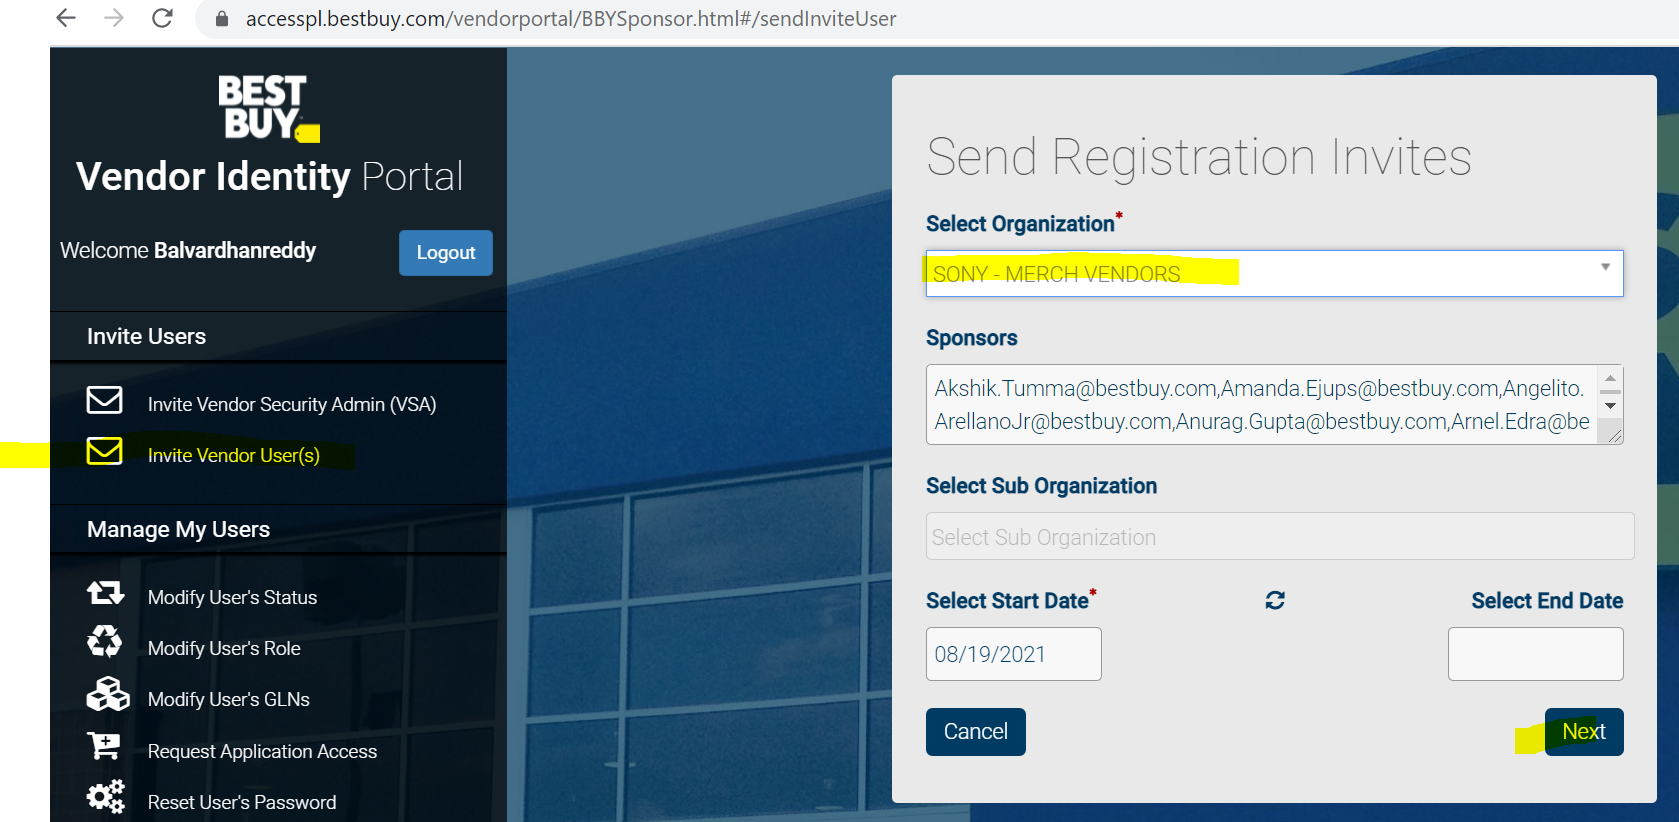 accesspl.bestbuy.com/vendorportal/BBYSponsor.html#/sendInviteUser
BEST
BUY
Vendor Identity Portal
Welcome Balvardhanreddy
Logout
Invite Users
Invite Vendor Security Admin (VSA)
Invite Vendor User(s)
Manage My Users
Modify User's Status
Modify User's Role
Modify User's GLNs
Request Application Access
Reset User's Password
Send Registration Invites
Select Organization*
SONY - MERCH VENDORS
Sponsors
Akshik.Tumma@bestbuy.com,Amanda.Ejups@bestbuy.com,Angelito.
ArellanoJr@bestbuy.com,Anurag.Gupta@bestbuy.com,Arnel.Edra@be
Select Sub Organization
Select Sub Organization
Select Start Date*
Select End Date
08/19/2021
Cancel
Next